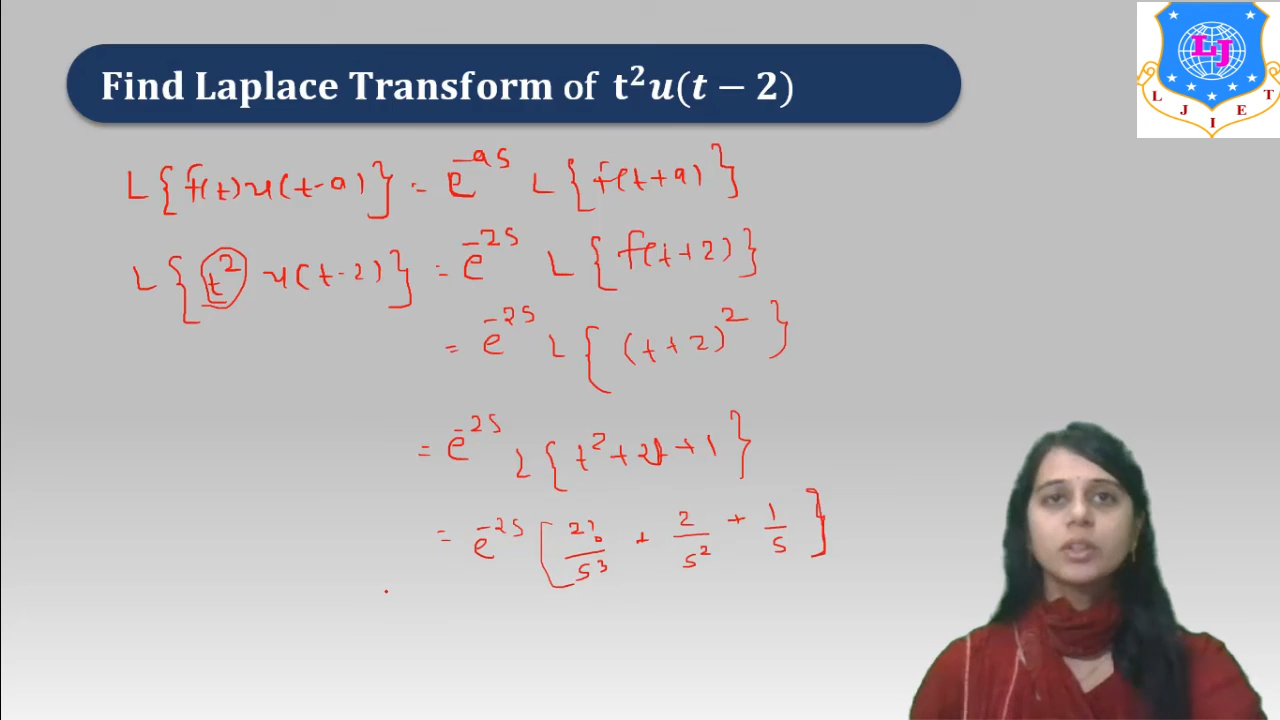 Find Laplace Transform of t²u(t − 2)
LJ
L J I E T
L{f(t)u(t-a)} = e^{-as} L{f(t+a)}
L{t² u(t-2)} = e^{-2s} L{f(t+2)}
= e^{-2s} L{(t+2)²}
= e^{-2s} L{t²+2t+1}
= e^{-2s} [2!/s³ + 2/s² + 1/s]